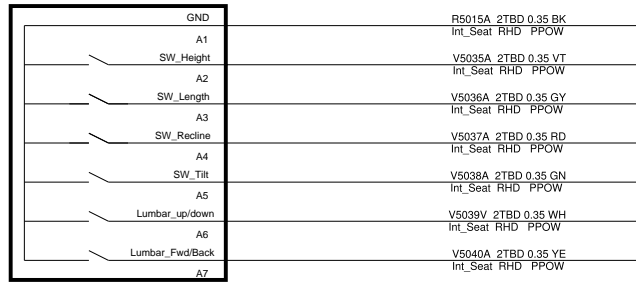 GND R5015A 2TBD 0.35 BK
A1 Int_Seat RHD PPOW
SW_Height V5035A 2TBD 0.35 VT
A2 Int_Seat RHD PPOW
SW_Length V5036A 2TBD 0.35 GY
A3 Int_Seat RHD PPOW
SW_Recline V5037A 2TBD 0.35 RD
A4 Int_Seat RHD PPOW
SW_Tilt V5038A 2TBD 0.35 GN
A5 Int_Seat RHD PPOW
Lumbar_up/down V5039V 2TBD 0.35 WH
A6 Int_Seat RHD PPOW
Lumbar_Fwd/Back V5040A 2TBD 0.35 YE
A7 Int_Seat RHD PPOW